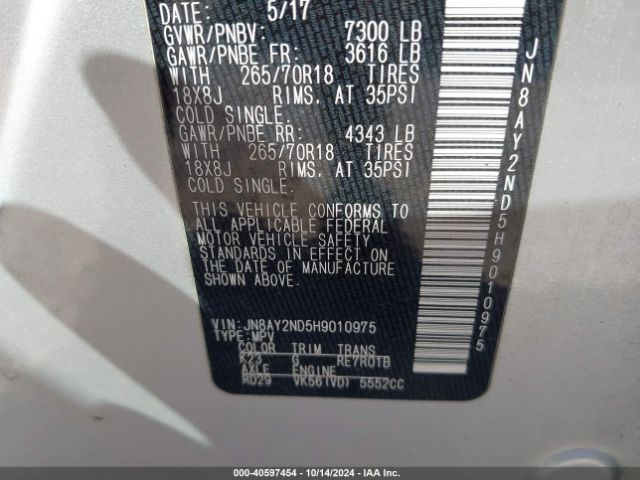 DATE: 5/17
GVWR/PNBV: 7300 LB
GAWR/PNBE FR: 3616 LB
WITH 265/70R18 TIRES
18X8J RIMS. AT 35PSI
COLD SINGLE.
GAWR/PNBE RR: 4343 LB
WITH 265/70R18 TIRES
18X8J RIMS. AT 35PSI
COLD SINGLE.
THIS VEHICLE CONFORMS TO
ALL APPLICABLE FEDERAL
MOTOR VEHICLE SAFETY
STANDARDS IN EFFECT ON
THE DATE OF MANUFACTURE
SHOWN ABOVE.
VIN:JN8AY2ND5H9010975
TYPE:MPV
COLOR TRIM TRANS
K23 G RE7R01B
AXLE ENGINE
RD29 VK56(VD) 5552CC
JN8AY2ND5H9010975
000-40597454 - 10/14/2024 - IAA Inc.